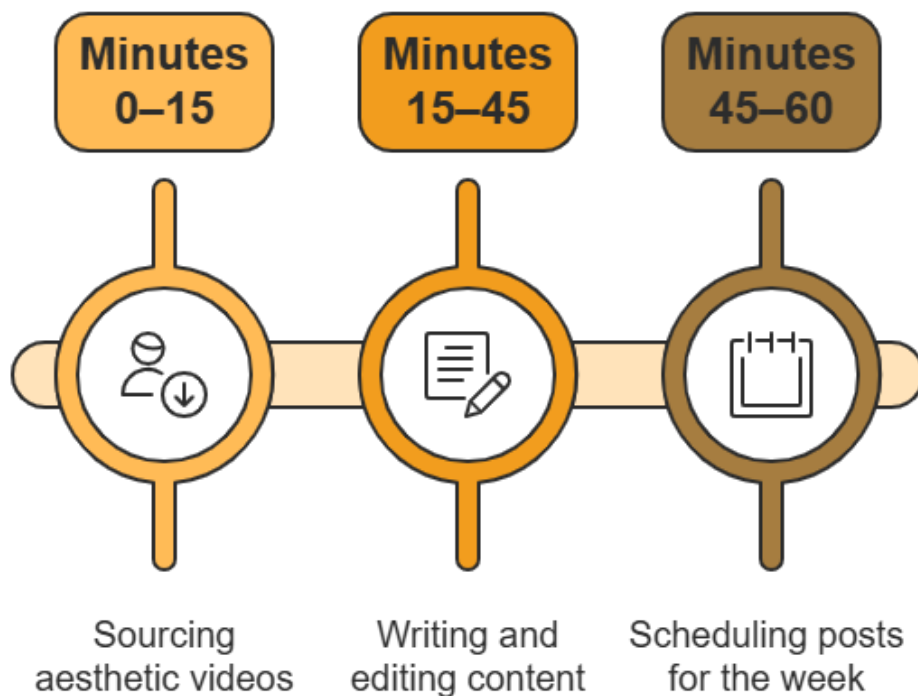 Minutes
0–15
Minutes
15–45
Minutes
45–60
Sourcing
aesthetic videos
Writing and
editing content
Scheduling posts
for the week